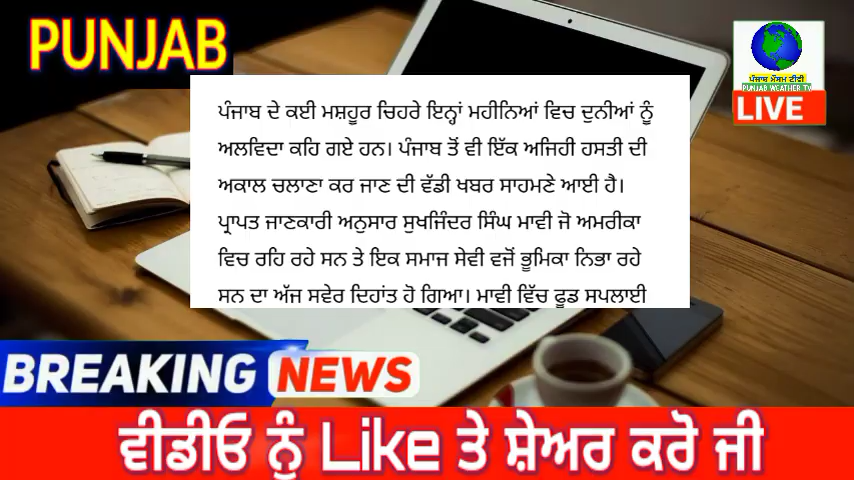 PUNJAB
ਪੰਜਾਬ ਮੌਸਮ ਟੀਵੀ
PUNJAB WEATHER TV
LIVE
ਪੰਜਾਬ ਦੇ ਕਈ ਮਸ਼ਹੂਰ ਚਿਹਰੇ ਇਨ੍ਹਾਂ ਮਹੀਨਿਆਂ ਵਿਚ ਦੁਨੀਆਂ ਨੂੰ
ਅਲਵਿਦਾ ਕਹਿ ਗਏ ਹਨ। ਪੰਜਾਬ ਤੋਂ ਵੀ ਇੱਕ ਅਜਿਹੀ ਹਸਤੀ ਦੀ
ਅਕਾਲ ਚਲਾਣਾ ਕਰ ਜਾਣ ਦੀ ਵੱਡੀ ਖਬਰ ਸਾਹਮਣੇ ਆਈ ਹੈ।
ਪ੍ਰਾਪਤ ਜਾਣਕਾਰੀ ਅਨੁਸਾਰ ਸੁਖਜਿੰਦਰ ਸਿੰਘ ਮਾਵੀ ਜੋ ਅਮਰੀਕਾ
ਵਿਚ ਰਹਿ ਰਹੇ ਸਨ ਤੇ ਇਕ ਸਮਾਜ ਸੇਵੀ ਵਜੋਂ ਭੂਮਿਕਾ ਨਿਭਾ ਰਹੇ
ਸਨ ਦਾ ਅੱਜ ਸਵੇਰ ਦਿਹਾਂਤ ਹੋ ਗਿਆ। ਮਾਵੀ ਵਿੱਚ ਫੂਡ ਸਪਲਾਈ
BREAKING NEWS
ਵੀਡੀਓ ਨੂੰ Like ਤੇ ਸ਼ੇਅਰ ਕਰੋ ਜੀ